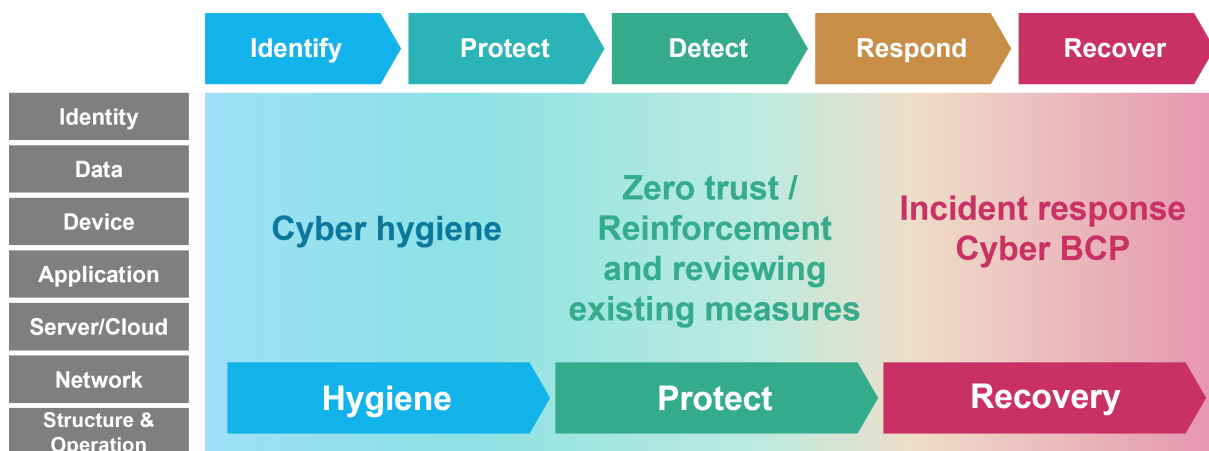 Identify
Protect
Detect
Respond
Recover
Identity
Data
Device
Application
Server/Cloud
Network
Structure &
Operation
Cyber hygiene
Zero trust /
Reinforcement
and reviewing
existing measures
Incident response
Cyber BCP
Hygiene
Protect
Recovery